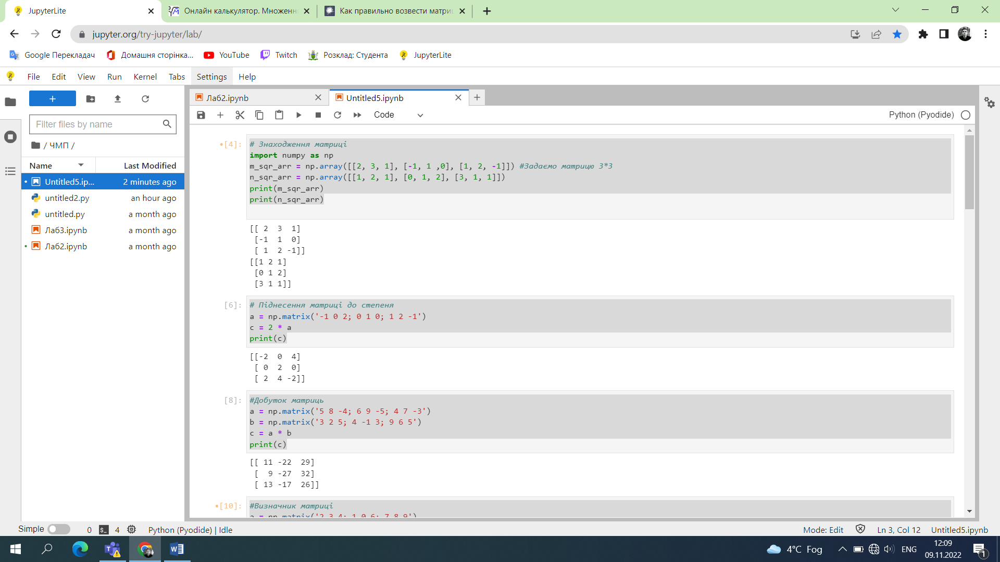 JupyterLite
Онлайн калькулятор. Множенн
Как правильно возвести матри
jupyter.org/try-jupyter/lab/
Google Перекладач
Домашня сторінка...
YouTube
Twitch
Розклад: Студента
JupyterLite
File Edit View Run Kernel Tabs Settings Help
Лаб2.ipynb
Untitled5.ipynb
Code
Python (Pyodide)
Filter files by name
/ ЧМП /
Name Last Modified
Untitled5.ip... 2 minutes ago
untitled2.py an hour ago
untitled.py a month ago
Лаб3.ipynb a month ago
Лаб2.ipynb a month ago
•[4]: # Знаходження матриці
import numpy as np
m_sqr_arr = np.array([[2, 3, 1], [-1, 1 ,0], [1, 2, -1]]) #Задаємо матрицю 3*3
n_sqr_arr = np.array([[1, 2, 1], [0, 1, 2], [3, 1, 1]])
print(m_sqr_arr)
print(n_sqr_arr)
[[ 2  3  1]
 [-1  1  0]
 [ 1  2 -1]]
[[1 2 1]
 [0 1 2]
 [3 1 1]]
[6]: # Піднесення матриці до степеня
a = np.matrix('-1 0 2; 0 1 0; 1 2 -1')
c = 2 * a
print(c)
[[-2  0  4]
 [ 0  2  0]
 [ 2  4 -2]]
[8]: #Добуток матриць
a = np.matrix('5 8 -4; 6 9 -5; 4 7 -3')
b = np.matrix('3 2 5; 4 -1 3; 9 6 5')
c = a * b
print(c)
[[ 11 -22  29]
 [  9 -27  32]
 [ 13 -17  26]]
•[10]: #Визначник матриці
a = np.matrix('2 3 4; 1 0 6; 7 8 9')
Simple 0 4 Python (Pyodide) | Idle
Mode: Edit Ln 3, Col 12 Untitled5.ipynb
4°C Fog
ENG
12:09
09.11.2022
1